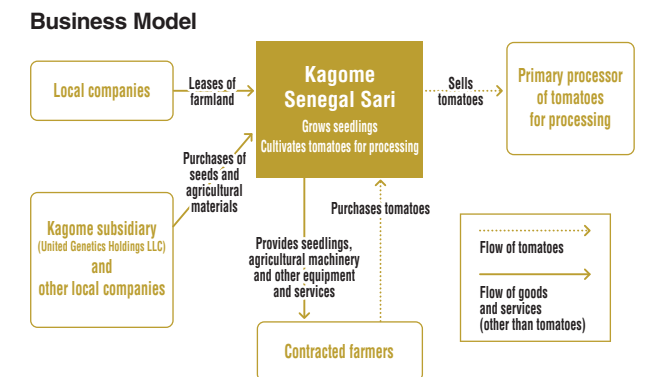 Business Model
Local companies
Leases of
farmland
Kagome
Senegal Sari
Grows seedlings
Cultivates tomatoes for processing
Sells
tomatoes
Primary processor
of tomatoes
for processing
Purchases of
seeds and
agricultural
materials
Kagome subsidiary
(United Genetics Holdings LLC)
and
other local companies
Provides seedlings,
agricultural machinery
and other equipment
and services
Purchases tomatoes
Contracted farmers
Flow of tomatoes
Flow of goods
and services
(other than tomatoes)